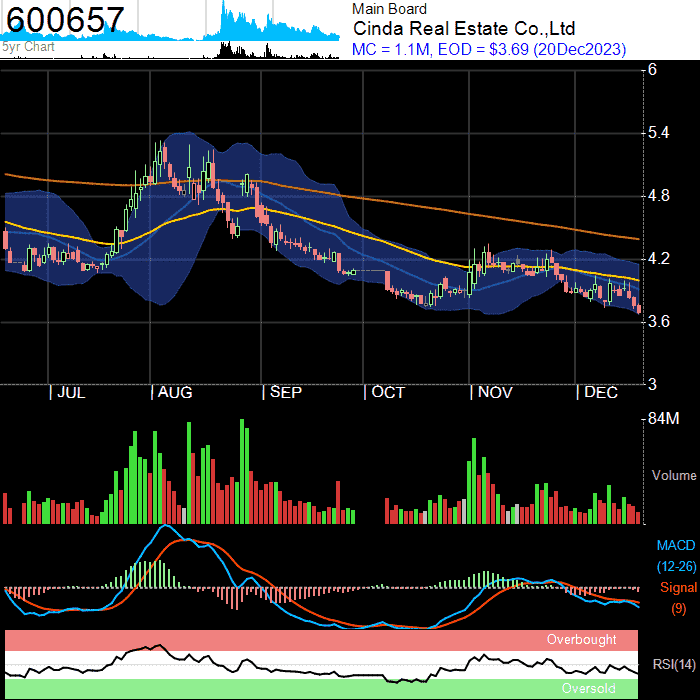 600657
5yr Chart
Main Board
Cinda Real Estate Co.,Ltd
MC = 1.1M, EOD = $3.69 (20Dec2023)
6
5.4
4.8
4.2
3.6
3
| JUL
| AUG
| SEP
| OCT
| NOV
| DEC
84M
Volume
MACD
(12-26)
Signal
(9)
Overbought
RSI(14)
Oversold